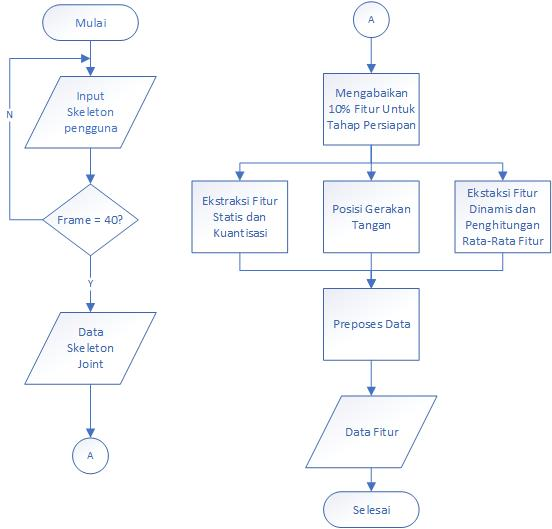 Mulai
Input
Skeleton
pengguna
N
Frame = 40?
Y
Data
Skeleton
Joint
A
A
Mengabaikan
10% Fitur Untuk
Tahap Persiapan
Ekstraksi Fitur
Statis dan
Kuantisasi
Posisi Gerakan
Tangan
Ekstaksi Fitur
Dinamis dan
Penghitungan
Rata-Rata Fitur
Preposes Data
Data Fitur
Selesai